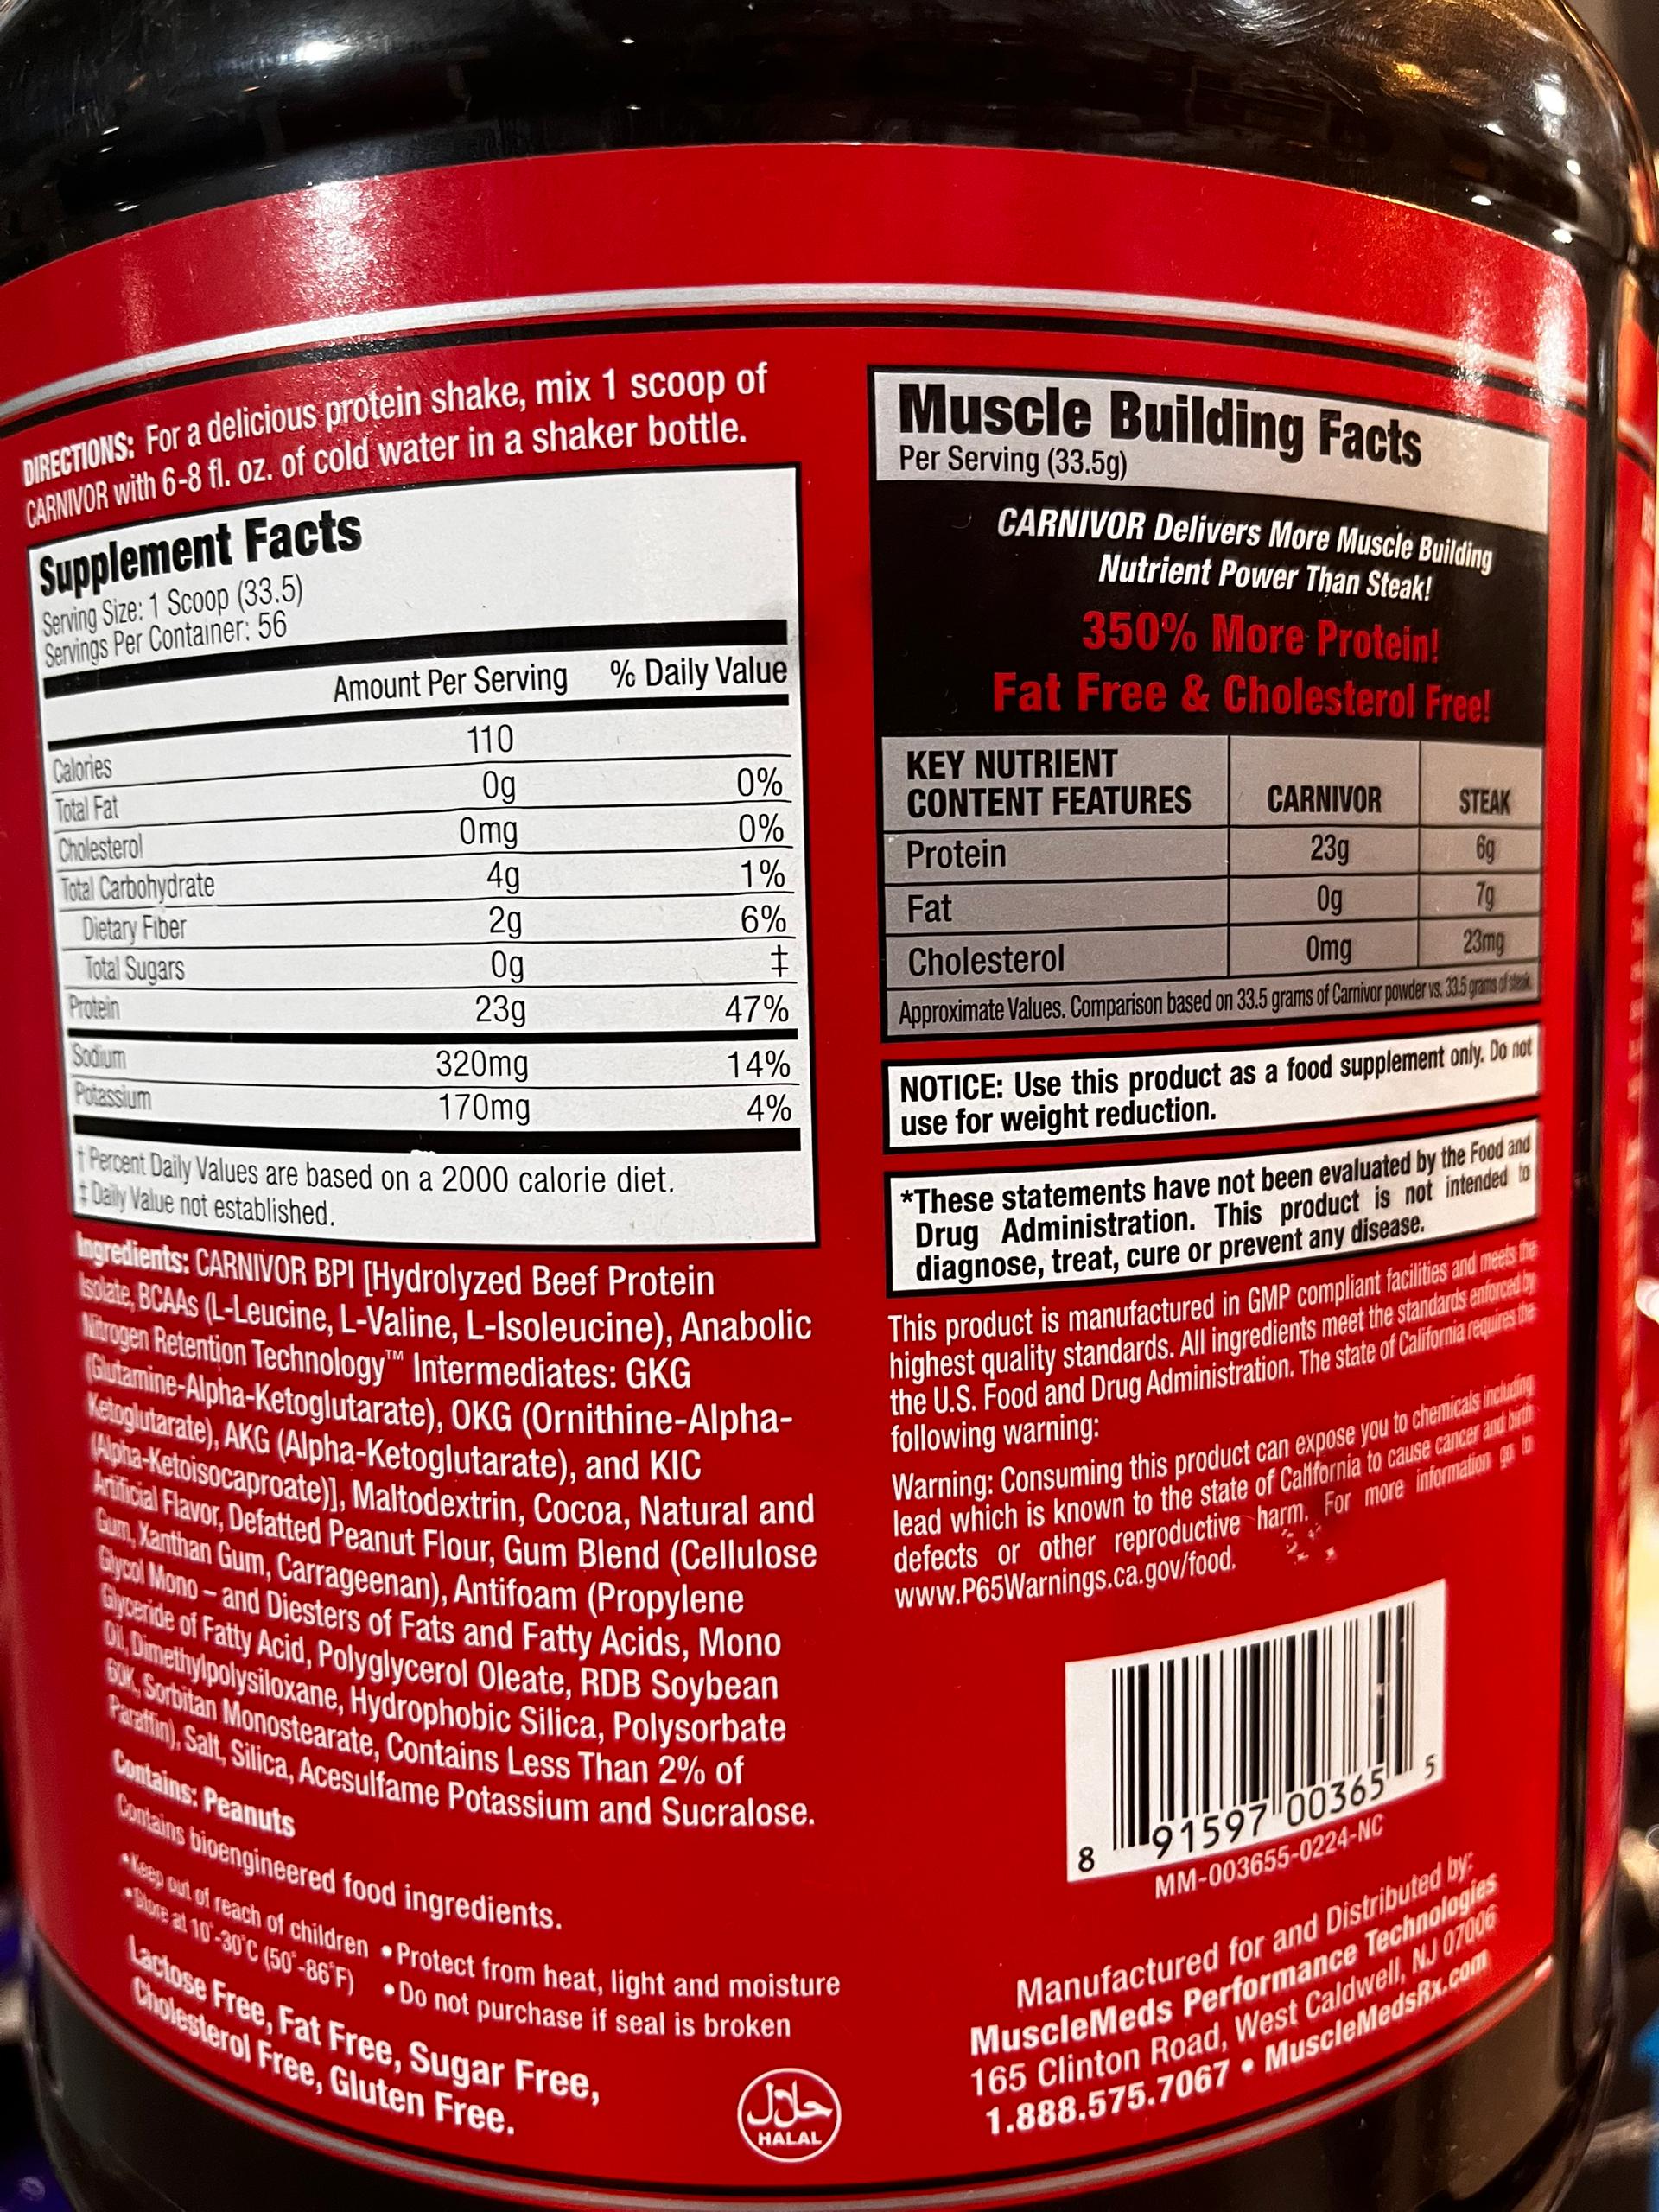 DIRECTIONS: For a delicious protein shake, mix 1 scoop of
CARNIVOR with 6-8 fl. oz. of cold water in a shaker bottle.
Supplement Facts
Serving Size: 1 Scoop (33.5)
Servings Per Container: 56
Amount Per Serving % Daily Value
Calories 110
Total Fat 0g 0%
Cholesterol 0mg 0%
Total Carbohydrate 4g 1%
Dietary Fiber 2g 6%
Total Sugars 0g ‡
Protein 23g 47%
Sodium 320mg 14%
Potassium 170mg 4%
† Percent Daily Values are based on a 2000 calorie diet.
‡ Daily Value not established.
Ingredients: CARNIVOR BPI [Hydrolyzed Beef Protein
Isolate, BCAAs (L-Leucine, L-Valine, L-Isoleucine), Anabolic
Nitrogen Retention Technology™ Intermediates: GKG
(Glutamine-Alpha-Ketoglutarate), OKG (Ornithine-Alpha-
Ketoglutarate), AKG (Alpha-Ketoglutarate), and KIC
(Alpha-Ketoisocaproate)], Maltodextrin, Cocoa, Natural and
Artificial Flavor, Defatted Peanut Flour, Gum Blend (Cellulose
Gum, Xanthan Gum, Carrageenan), Antifoam (Propylene
Glycol Mono – and Diesters of Fats and Fatty Acids, Mono
Glyceride of Fatty Acid, Polyglycerol Oleate, RDB Soybean
Oil, Dimethylpolysiloxane, Hydrophobic Silica, Polysorbate
60K, Sorbitan Monostearate, Contains Less Than 2% of
Paraffin), Salt, Silica, Acesulfame Potassium and Sucralose.
Contains: Peanuts
Contains bioengineered food ingredients.
•Keep out of reach of children •Protect from heat, light and moisture
•Store at 10°-30°C (50°-86°F) •Do not purchase if seal is broken
Lactose Free, Fat Free, Sugar Free,
Cholesterol Free, Gluten Free.
حلال
HALAL
Muscle Building Facts
Per Serving (33.5g)
CARNIVOR Delivers More Muscle Building
Nutrient Power Than Steak!
350% More Protein!
Fat Free & Cholesterol Free!
KEY NUTRIENT
CONTENT FEATURES CARNIVOR STEAK
Protein 23g 6g
Fat 0g 7g
Cholesterol 0mg 23mg
Approximate Values. Comparison based on 33.5 grams of Carnivor powder vs. 33.5 grams of steak.
NOTICE: Use this product as a food supplement only. Do not
use for weight reduction.
*These statements have not been evaluated by the Food and
Drug Administration. This product is not intended to
diagnose, treat, cure or prevent any disease.
This product is manufactured in GMP compliant facilities and meets the
highest quality standards. All ingredients meet the standards enforced by
the U.S. Food and Drug Administration. The state of California requires the
following warning:
Warning: Consuming this product can expose you to chemicals including
lead which is known to the state of California to cause cancer and birth
defects or other reproductive harm. For more information go to
www.P65Warnings.ca.gov/food.
8 91597 00365 5
MM-003655-0224-NC
Manufactured for and Distributed by:
MuscleMeds Performance Technologies
165 Clinton Road, West Caldwell, NJ 07006
1.888.575.7067 • MuscleMedsRx.com